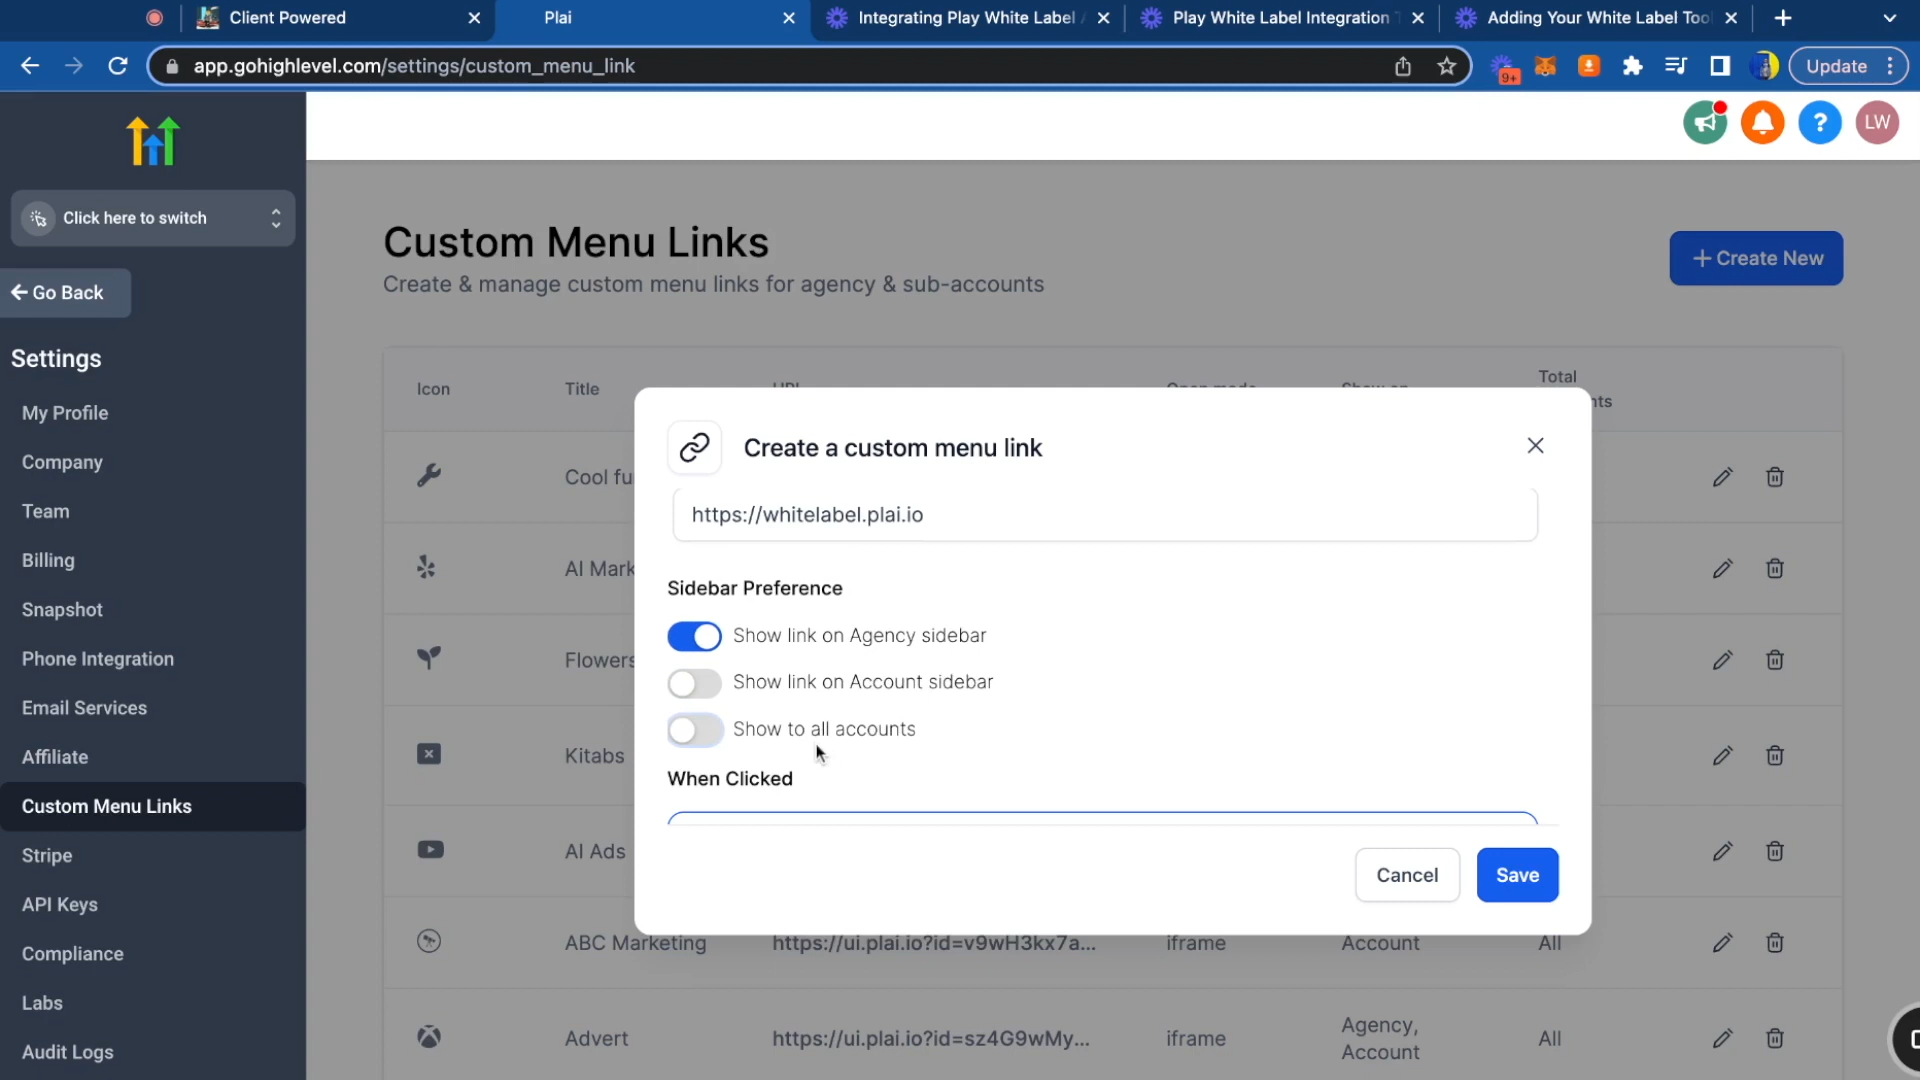 Client Powered
Plai
Integrating Play White Label
Play White Label Integration
Adding Your White Label Too
app.gohighlevel.com/settings/custom_menu_link
9+
Update
Click here to switch
LW
Go Back
Custom Menu Links
Create & manage custom menu links for agency & sub-accounts
+ Create New
Settings
My Profile
Company
Team
Billing
Snapshot
Phone Integration
Email Services
Affiliate
Custom Menu Links
Stripe
API Keys
Compliance
Labs
Audit Logs
Icon
Title
Total
Cool fu
AI Mark
Flowers
Kitabs
AI Ads
ABC Marketing
https://ui.plai.io?id=v9wH3kx7a...
iframe
Account
All
Advert
https://ui.plai.io?id=sz4G9wMy...
iframe
Agency,
Account
All
Create a custom menu link
https://whitelabel.plai.io
Sidebar Preference
Show link on Agency sidebar
Show link on Account sidebar
Show to all accounts
When Clicked
Cancel
Save